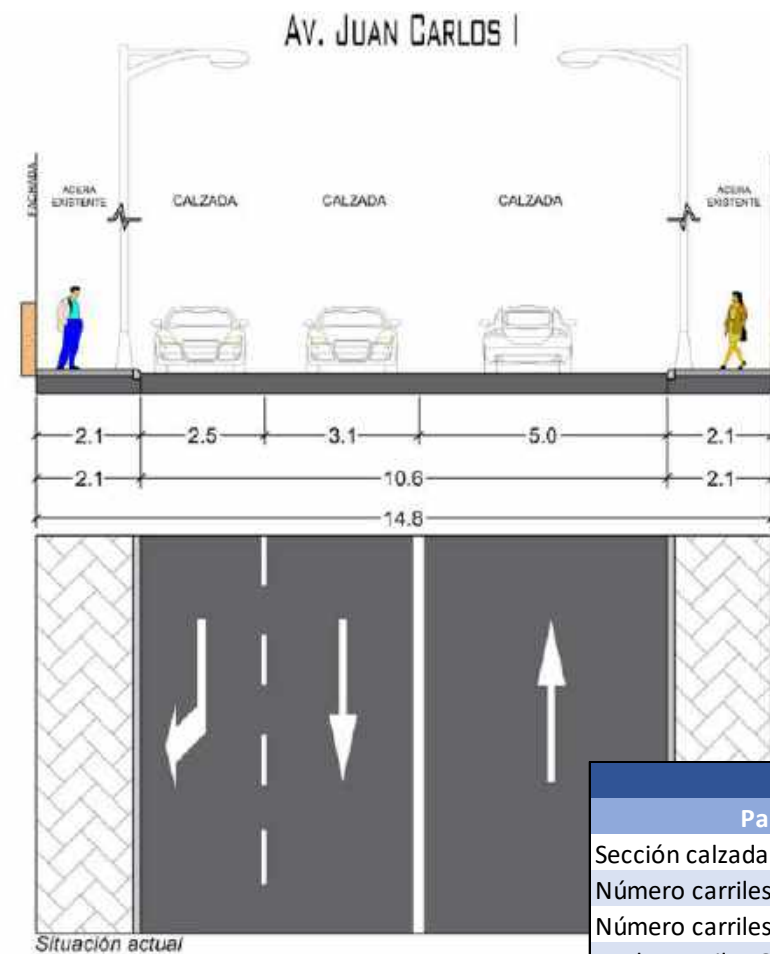 AV. JUAN CARLOS I
FACHADA
ACERA
EXISTENTE
CALZADA
CALZADA
CALZADA
ACERA
EXISTENTE
2.1 2.5 3.1 5.0 2.1
2.1 10.6 2.1
14.8
Pa
Sección calzada
Número carriles
Número carriles
Situación actual